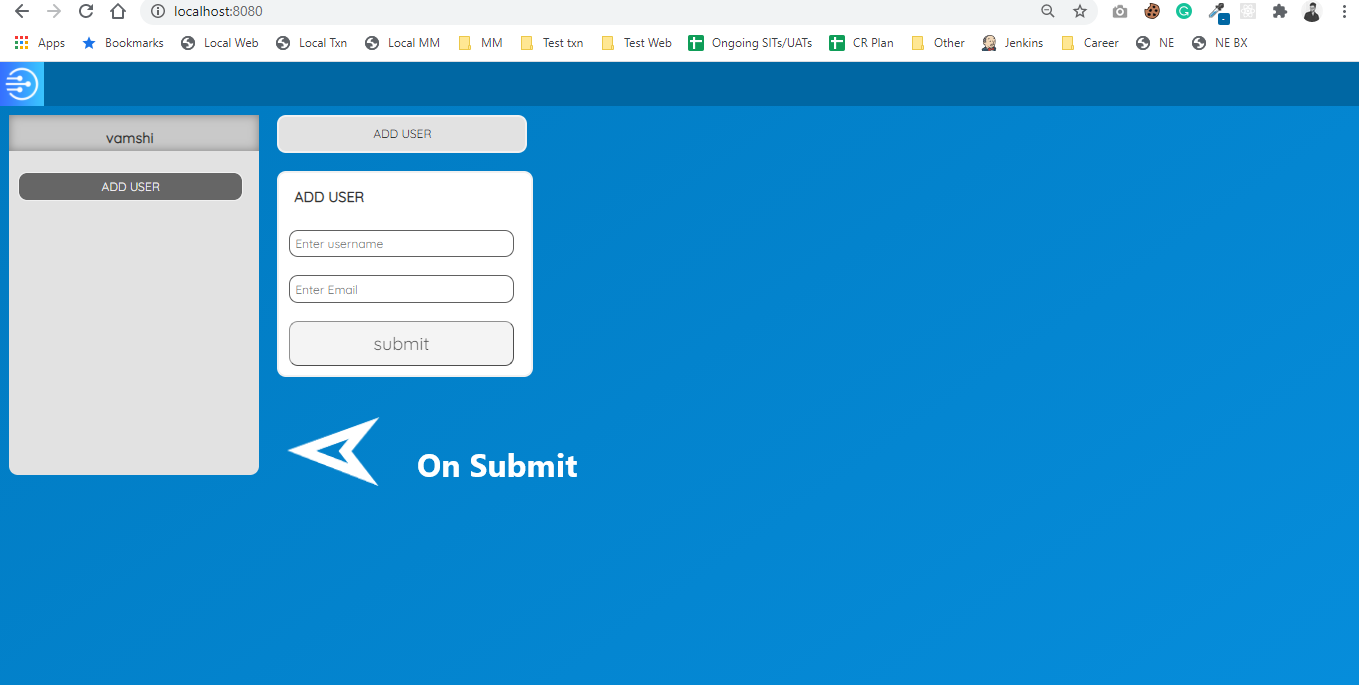 localhost:8080
Apps Bookmarks Local Web Local Txn Local MM MM Test txn Test Web Ongoing SITs/UATs CR Plan Other Jenkins Career NE NE BX
vamshi
ADD USER
ADD USER
ADD USER
Enter username
Enter Email
submit
On Submit